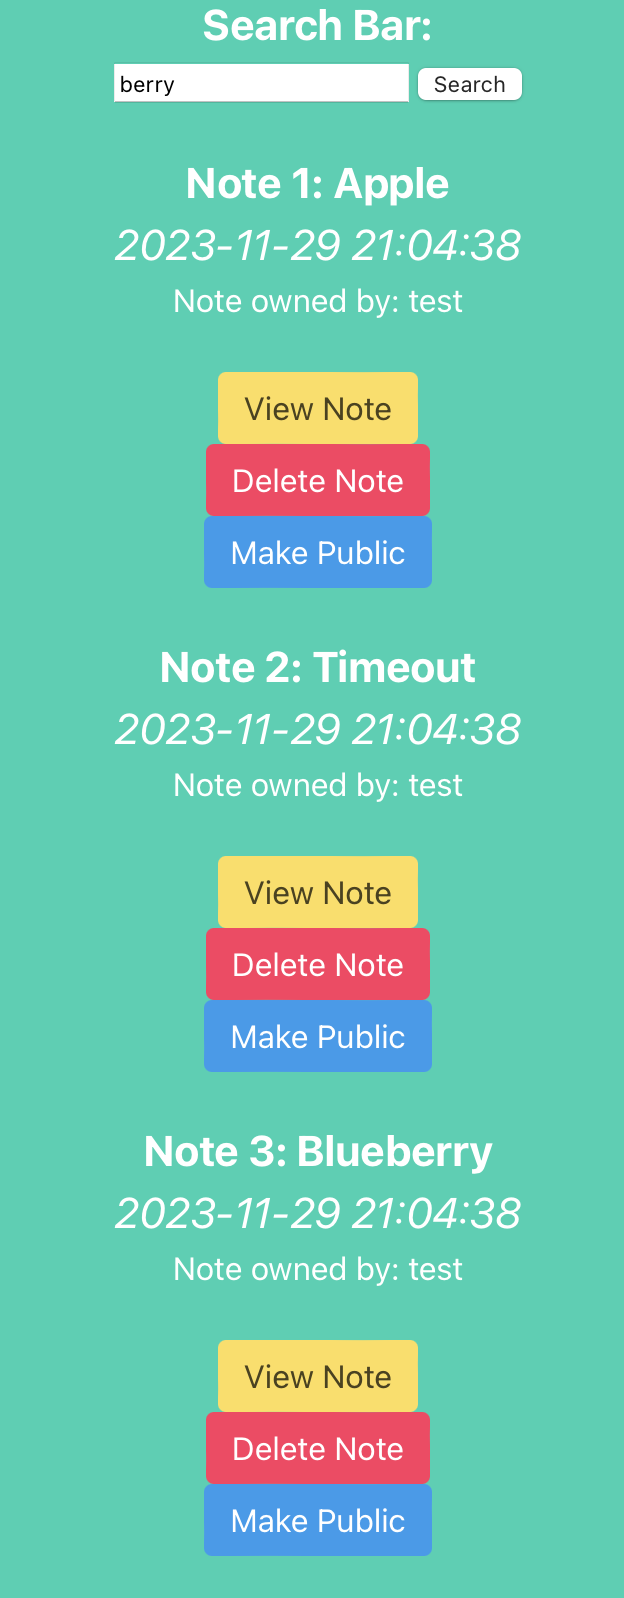 Search Bar:
berry Search
Note 1: Apple
2023-11-29 21:04:38
Note owned by: test
View Note
Delete Note
Make Public
Note 2: Timeout
2023-11-29 21:04:38
Note owned by: test
View Note
Delete Note
Make Public
Note 3: Blueberry
2023-11-29 21:04:38
Note owned by: test
View Note
Delete Note
Make Public